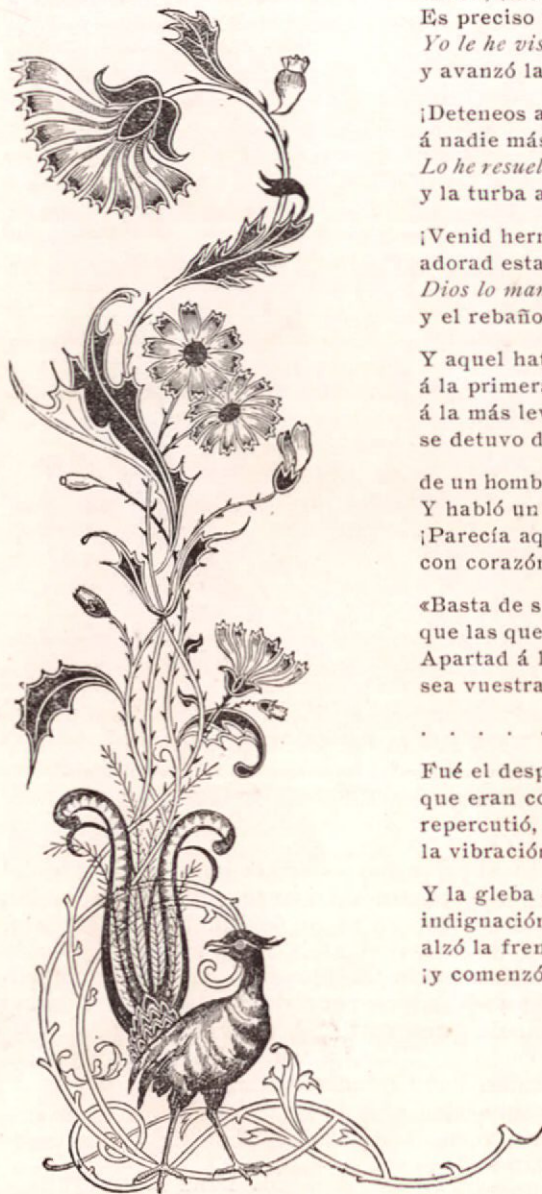 Es preciso
Yo le he vis
y avanzó la
¡Deteneos a
á nadie más
Lo he resuel
y la turba a
¡Venid herm
adorad esta
Dios lo man
y el rebaño
Y aquel hat
á la primera
á la más lev
se detuvo d
de un homb
Y habló un
¡Parecía aq
con corazón
«Basta de s
que las que
Apartad á l
sea vuestra
. . . . .
Fué el desp
que eran co
repercutió,
la vibración
Y la gleba
indignación
alzó la fren
¡y comenzó